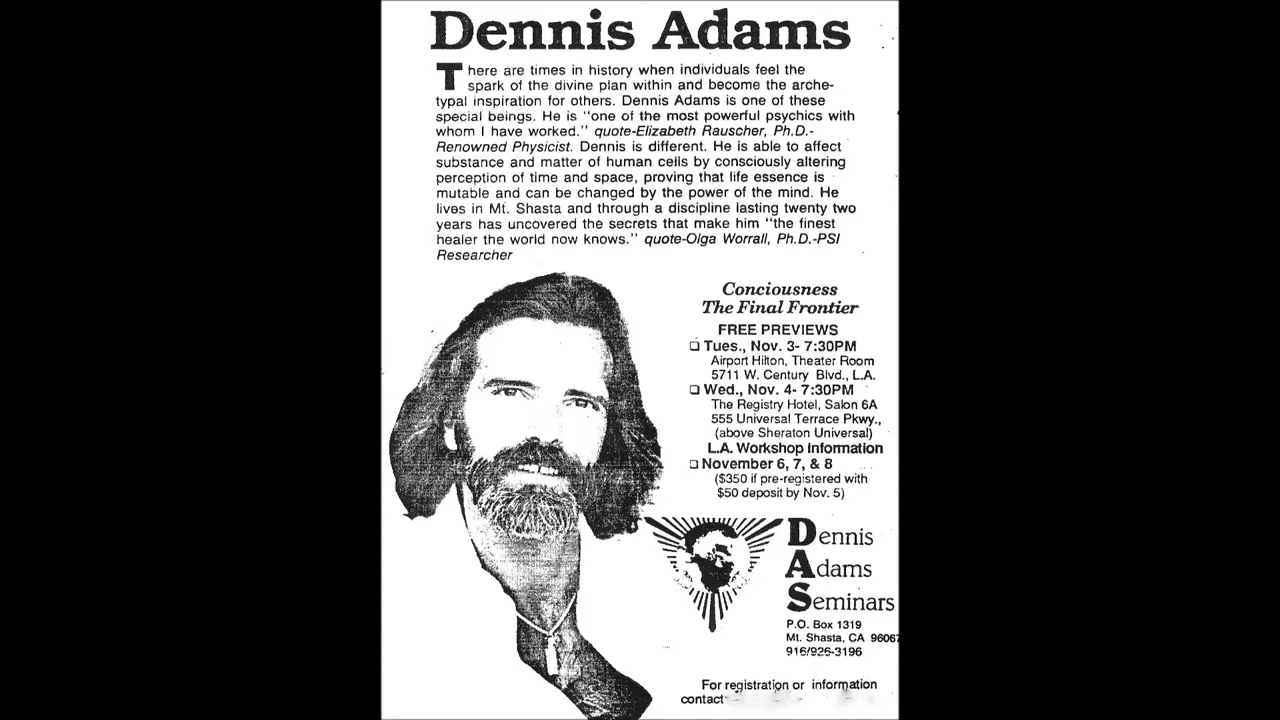 Dennis Adams
There are times in history when individuals feel the
spark of the divine plan within and become the arche-
typal inspiration for others. Dennis Adams is one of these
special beings. He is "one of the most powerful psychics with
whom I have worked." quote-Elizabeth Rauscher, Ph.D.-
Renowned Physicist. Dennis is different. He is able to affect
substance and matter of human cells by consciously altering
perception of time and space, proving that life essence is
mutable and can be changed by the power of the mind. He
lives in Mt. Shasta and through a discipline lasting twenty two
years has uncovered the secrets that make him "the finest
healer the world now knows." quote-Olga Worrall, Ph.D.-PSI
Researcher
Conciousness
The Final Frontier
FREE PREVIEWS
❏ Tues., Nov. 3- 7:30PM
Airport Hilton, Theater Room
5711 W. Century Blvd., L.A.
❏ Wed., Nov. 4- 7:30PM
The Registry Hotel, Salon 6A
555 Universal Terrace Pkwy.,
(above Sheraton Universal)
L.A. Workshop Information
❏ November 6, 7, & 8
($350 if pre-registered with
$50 deposit by Nov. 5)
Dennis
Adams
Seminars
P.O. Box 1319
Mt. Shasta, CA 96067
916/926-3196
For registration or information
contact